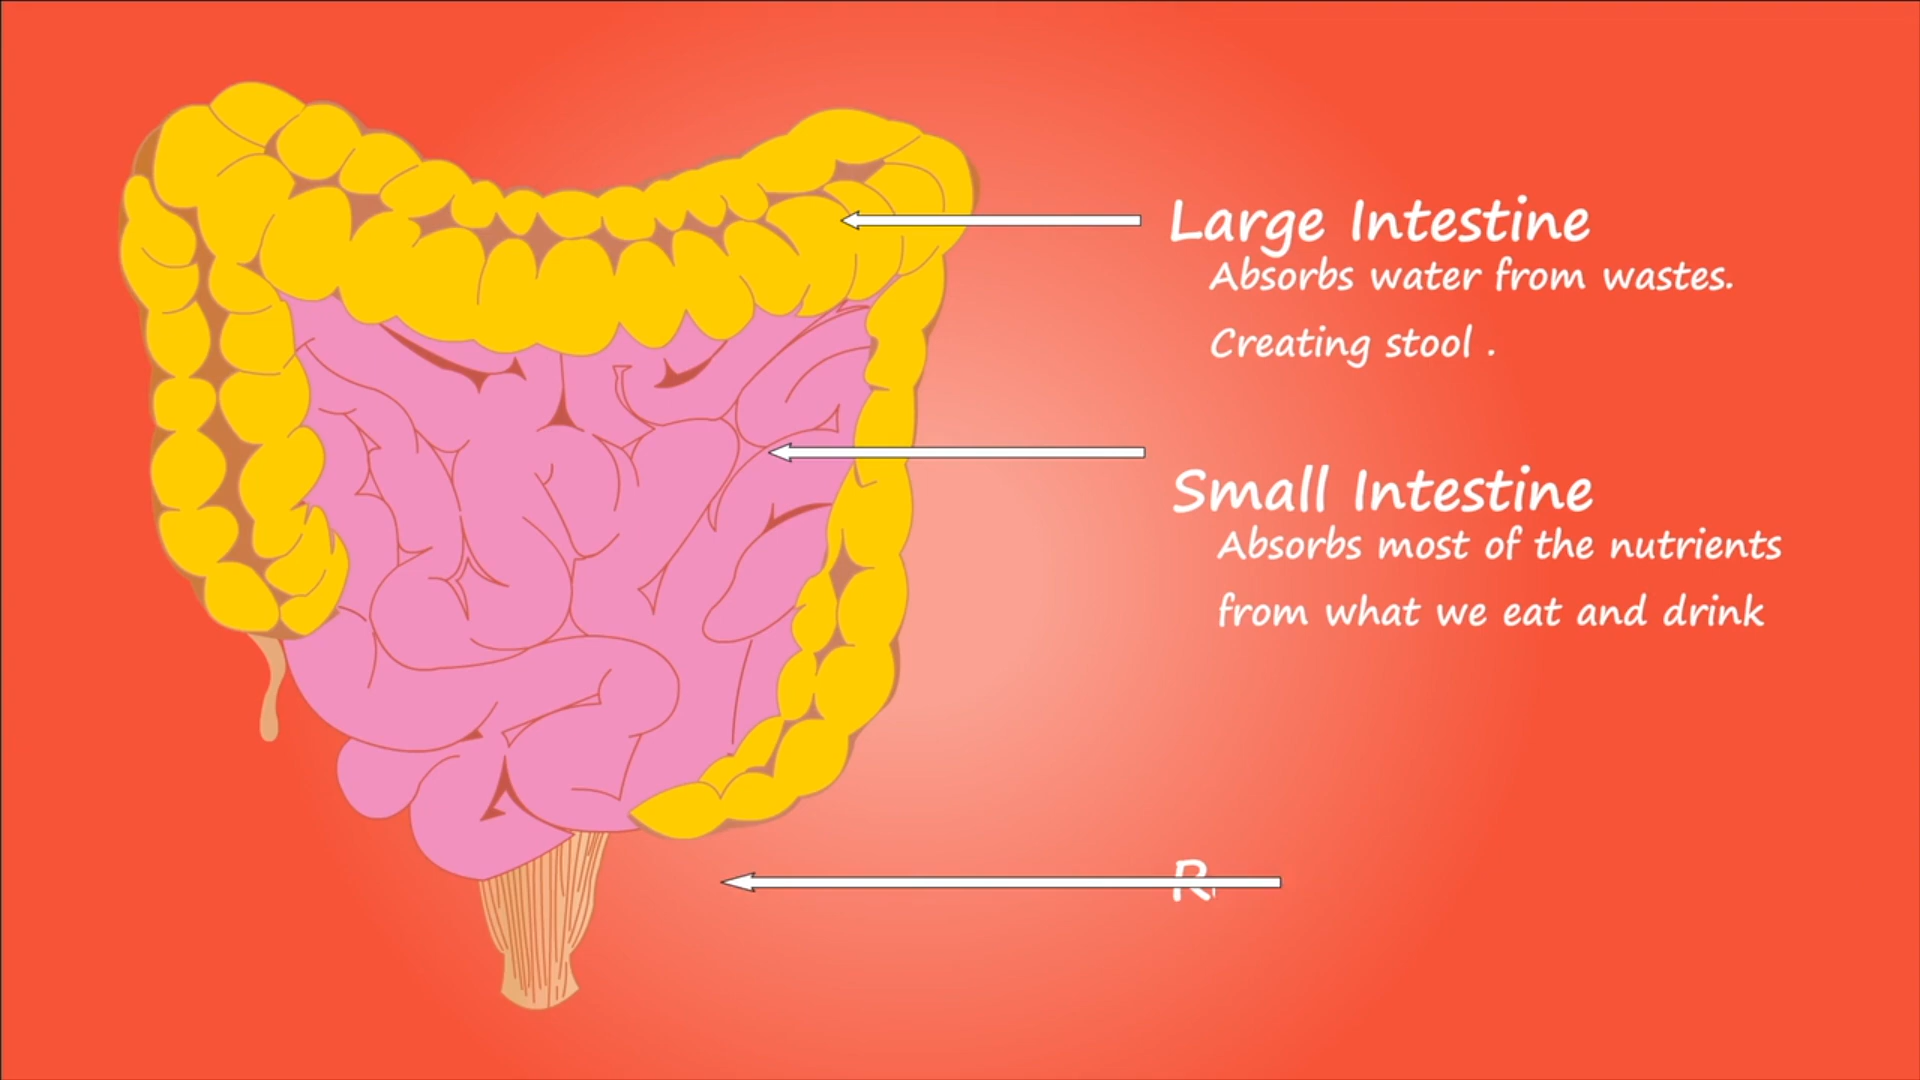 Large Intestine
Absorbs water from wastes.
Creating stool .
Small Intestine
Absorbs most of the nutrients
from what we eat and drink
R